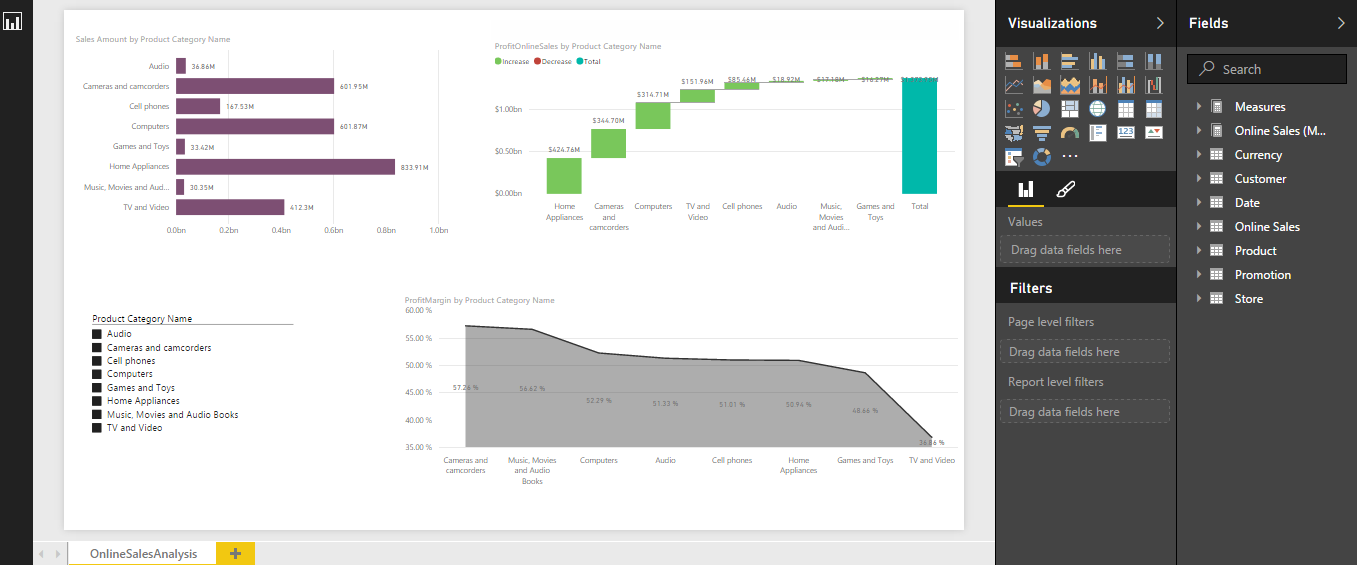 Sales Amount by Product Category Name
Audio
36.86M
Cameras and camcorders
601.95M
Cell phones
167.53M
Computers
601.87M
Games and Toys
33.42M
Home Appliances
833.91M
Music, Movies and Aud...
30.35M
TV and Video
412.3M
0.0bn 0.2bn 0.4bn 0.6bn 0.8bn 1.0bn
ProfitOnlineSales by Product Category Name
Increase Decrease Total
$1.00bn
$0.50bn
$0.00bn
$424.76M
$344.70M
$314.71M
$151.96M
$85.46M
$18.92M
$17.18M
$16.27M
Home Appliances
Cameras and camcorders
Computers
TV and Video
Cell phones
Audio
Music, Movies and Audi...
Games and Toys
Total
Product Category Name
Audio
Cameras and camcorders
Cell phones
Computers
Games and Toys
Home Appliances
Music, Movies and Audio Books
TV and Video
ProfitMargin by Product Category Name
60.00 %
55.00 %
50.00 %
45.00 %
40.00 %
35.00 %
57.26 %
56.62 %
52.29 %
51.33 %
51.01 %
50.94 %
48.66 %
36.86 %
Cameras and camcorders
Music, Movies and Audio Books
Computers
Audio
Cell phones
Home Appliances
Games and Toys
TV and Video
OnlineSalesAnalysis
Visualizations
123
Values
Drag data fields here
Filters
Page level filters
Drag data fields here
Report level filters
Drag data fields here
Fields
Search
Measures
Online Sales (M...
Currency
Customer
Date
Online Sales
Product
Promotion
Store